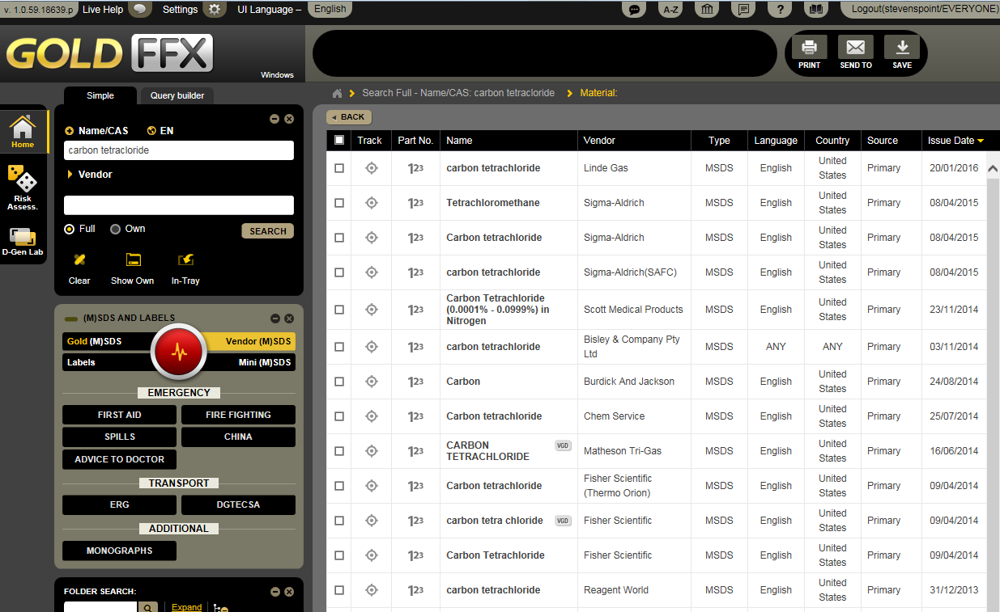 v. 1.0.59.18639.p Live Help Settings UI Language – English A-Z ? Logout(stevenspoint/EVERYONE)
GOLD FFX
Windows
PRINT SEND TO SAVE
Simple Query builder
Search Full - Name/CAS: carbon tetracloride Material:
Home
Risk
Assess.
D-Gen Lab
Name/CAS EN
carbon tetracloride
Vendor
Full Own SEARCH
Clear Show Own In-Tray
(M)SDS AND LABELS
Gold (M)SDS Vendor (M)SDS
Labels Mini (M)SDS
EMERGENCY
FIRST AID FIRE FIGHTING
SPILLS CHINA
ADVICE TO DOCTOR
TRANSPORT
ERG DGTECSA
ADDITIONAL
MONOGRAPHS
FOLDER SEARCH:
Expand
BACK
Track Part No. Name Vendor Type Language Country Source Issue Date
123 carbon tetrachloride Linde Gas MSDS English United States Primary 20/01/2016
123 Tetrachloromethane Sigma-Aldrich MSDS English United States Primary 08/04/2015
123 Carbon tetrachloride Sigma-Aldrich MSDS English United States Primary 08/04/2015
123 carbon tetrachloride Sigma-Aldrich(SAFC) MSDS English United States Primary 08/04/2015
123 Carbon Tetrachloride (0.0001% - 0.0999%) in Nitrogen Scott Medical Products MSDS English United States Primary 23/11/2014
123 carbon tetrachloride Bisley & Company Pty Ltd MSDS ANY ANY Primary 03/11/2014
123 Carbon Burdick And Jackson MSDS English United States Primary 24/08/2014
123 Carbon tetrachloride Chem Service MSDS English United States Primary 25/07/2014
123 CARBON TETRACHLORIDE VGD Matheson Tri-Gas MSDS English United States Primary 16/06/2014
123 Carbon tetrachloride Fisher Scientific (Thermo Orion) MSDS English United States Primary 09/04/2014
123 carbon tetra chloride VGD Fisher Scientific MSDS English United States Primary 09/04/2014
123 Carbon Tetrachloride Fisher Scientific MSDS English United States Primary 09/04/2014
123 carbon tetrachloride Reagent World MSDS English United States Primary 31/12/2013